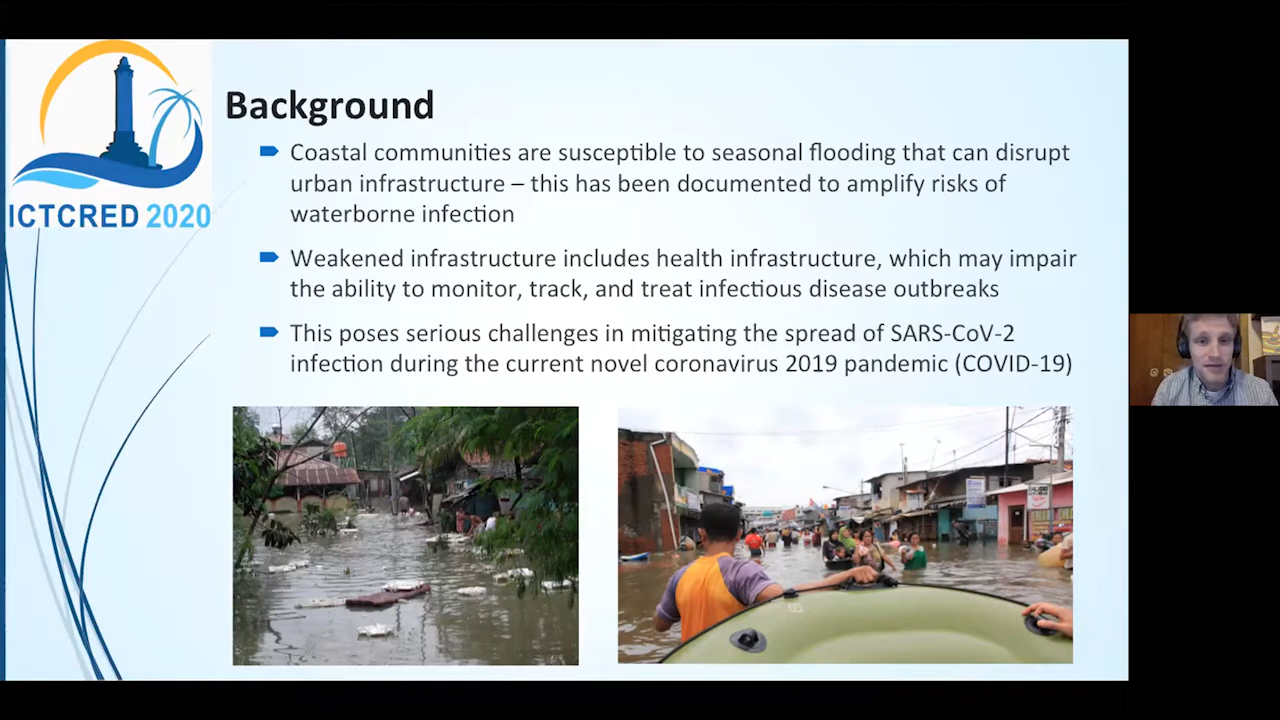 ICTCRED 2020
Background
Coastal communities are susceptible to seasonal flooding that can disrupt
urban infrastructure – this has been documented to amplify risks of
waterborne infection
Weakened infrastructure includes health infrastructure, which may impair
the ability to monitor, track, and treat infectious disease outbreaks
This poses serious challenges in mitigating the spread of SARS-CoV-2
infection during the current novel coronavirus 2019 pandemic (COVID-19)